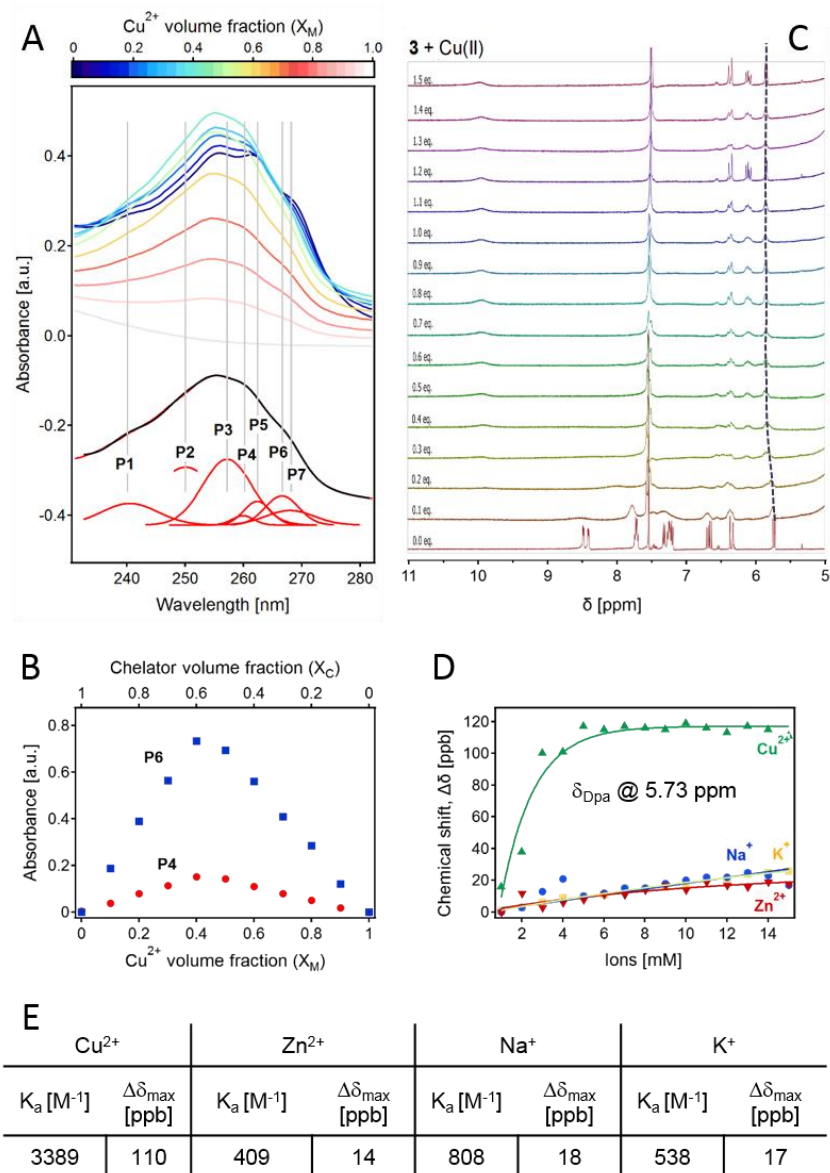 A
Cu2+ volume fraction (XM)
0 0.2 0.4 0.6 0.8 1.0
Absorbance [a.u.]
0.4
0.2
0.0
-0.2
-0.4
P1
P2
P3
P4
P5
P6
P7
240 250 260 270 280
Wavelength [nm]
3 + Cu(II)
C
1.5 eq.
1.4 eq.
1.3 eq.
1.2 eq.
1.1 eq.
1.0 eq.
0.9 eq.
0.8 eq.
0.7 eq.
0.6 eq.
0.5 eq.
0.4 eq.
0.3 eq.
0.2 eq.
0.1 eq.
0.0 eq.
11 10 9 8 7 6 5
δ [ppm]
B
Chelator volume fraction (XC)
1 0.8 0.6 0.4 0.2 0
Absorbance [a.u.]
0.8
0.6
0.4
0.2
0
P6
P4
0 0.2 0.4 0.6 0.8 1
Cu2+ volume fraction (XM)
D
Chemical shift, Δδ [ppb]
120
100
80
60
40
20
0
Cu2+
δDpa @ 5.73 ppm
Na+
K+
Zn2+
2 4 6 8 10 12 14
Ions [mM]
E
Cu2+ Zn2+ Na+ K+
Ka [M-1] Δδmax [ppb] Ka [M-1] Δδmax [ppb] Ka [M-1] Δδmax [ppb] Ka [M-1] Δδmax [ppb]
3389 110 409 14 808 18 538 17